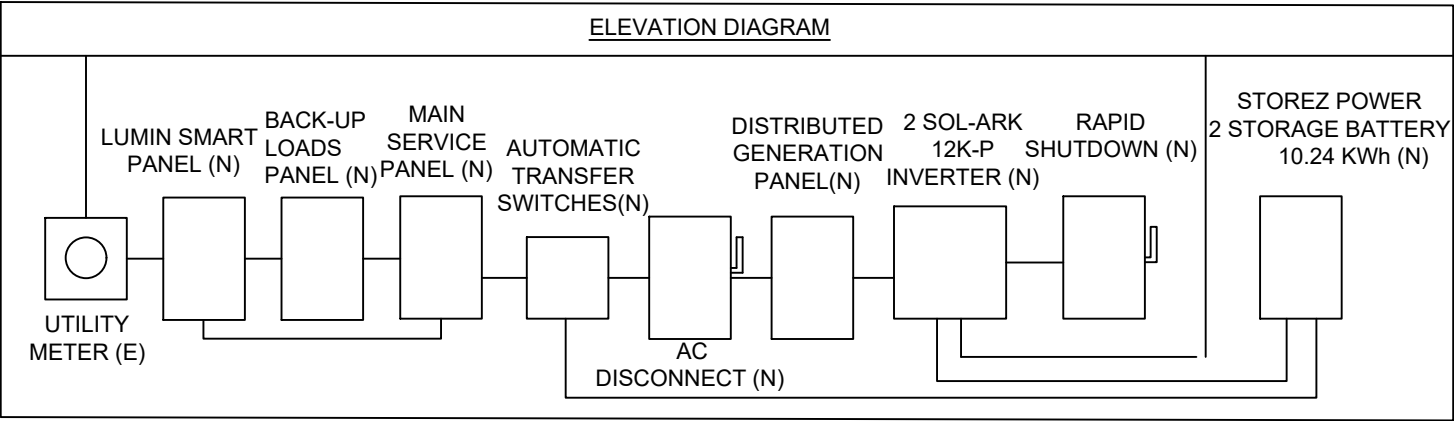 ELEVATION DIAGRAM
LUMIN SMART
PANEL (N)
BACK-UP
LOADS
PANEL (N)
MAIN
SERVICE
PANEL (N)
AUTOMATIC
TRANSFER
SWITCHES(N)
DISTRIBUTED
GENERATION
PANEL(N)
2 SOL-ARK
12K-P
INVERTER (N)
RAPID
SHUTDOWN (N)
STOREZ POWER
2 STORAGE BATTERY
10.24 KWh (N)
UTILITY
METER (E)
AC
DISCONNECT (N)